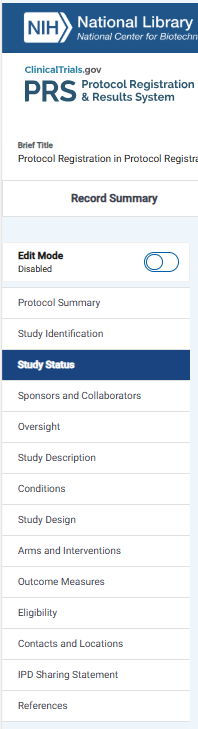 NIH National Library
National Center for Biotechn
ClinicalTrials.gov
PRS Protocol Registration
& Results System
Brief Title
Protocol Registration in Protocol Registra
Record Summary
Edit Mode
Disabled
Protocol Summary
Study Identification
Study Status
Sponsors and Collaborators
Oversight
Study Description
Conditions
Study Design
Arms and Interventions
Outcome Measures
Eligibility
Contacts and Locations
IPD Sharing Statement
References